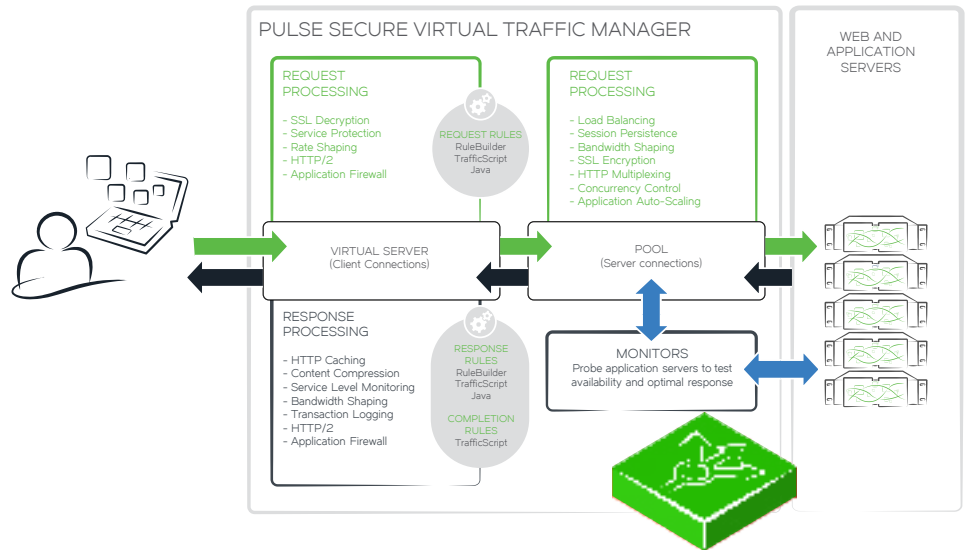 PULSE SECURE VIRTUAL TRAFFIC MANAGER
WEB AND
APPLICATION
SERVERS
REQUEST
PROCESSING
- SSL Decryption
- Service Protection
- Rate Shaping
- HTTP/2
- Application Firewall
REQUEST RULES
RuleBuilder
TrafficScript
Java
REQUEST
PROCESSING
- Load Balancing
- Session Persistence
- Bandwidth Shaping
- SSL Encryption
- HTTP Multiplexing
- Concurrency Control
- Application Auto-Scaling
VIRTUAL SERVER
(Client Connections)
POOL
(Server connections)
RESPONSE
PROCESSING
- HTTP Caching
- Content Compression
- Service Level Monitoring
- Bandwidth Shaping
- Transaction Logging
- HTTP/2
- Application Firewall
RESPONSE
RULES
RuleBuilder
TrafficScript
Java
COMPLETION
RULES
TrafficScript
MONITORS
Probe application servers to test
availability and optimal response